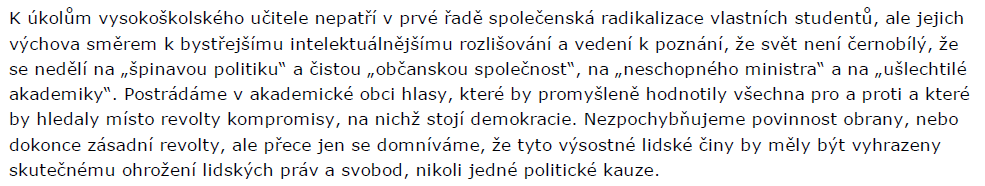 K úkolům vysokoškolského učitele nepatří v prvé řadě společenská radikalizace vlastních studentů, ale jejich
výchova směrem k bystřejšímu intelektuálnějšímu rozlišování a vedení k poznání, že svět není černobílý, že
se nedělí na „špinavou politiku“ a čistou „občanskou společnost“, na „neschopného ministra“ a na „ušlechtilé
akademiky“. Postrádáme v akademické obci hlasy, které by promyšleně hodnotily všechna pro a proti a které
by hledaly místo revolty kompromisy, na nichž stojí demokracie. Nezpochybňujeme povinnost obrany, nebo
dokonce zásadní revolty, ale přece jen se domníváme, že tyto výsostné lidské činy by měly být vyhrazeny
skutečnému ohrožení lidských práv a svobod, nikoli jedné politické kauze.